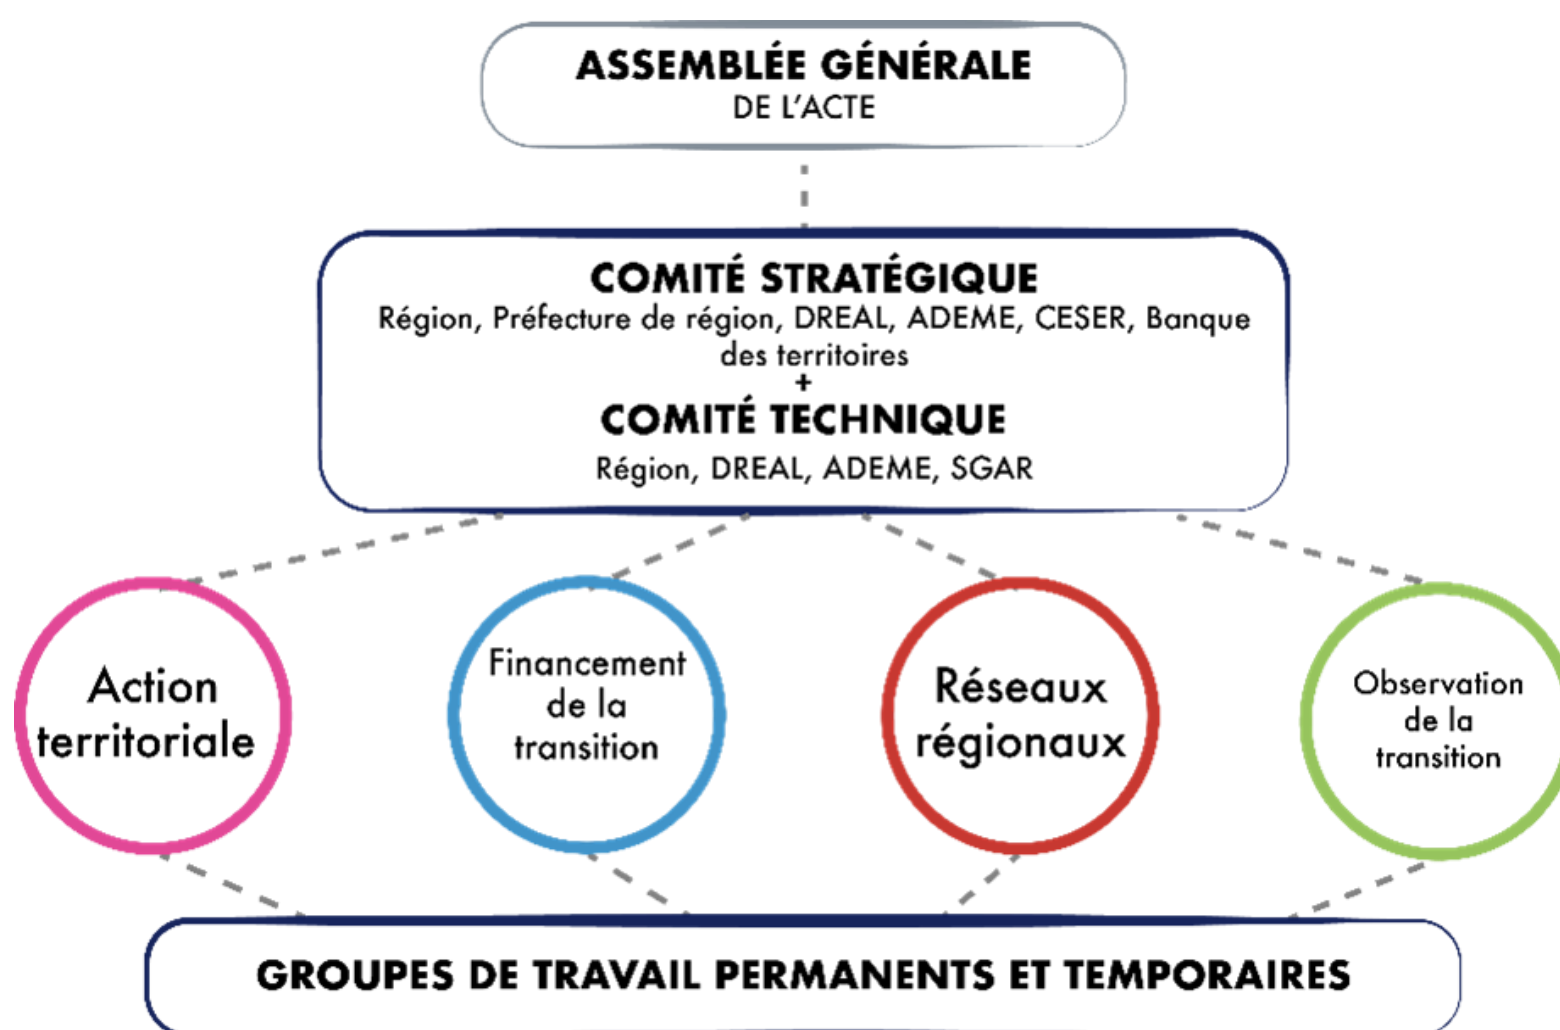 ASSEMBLÉE GÉNÉRALE
DE L'ACTE
COMITÉ STRATÉGIQUE
Région, Préfecture de région, DREAL, ADEME, CESER, Banque
des territoires
+
COMITÉ TECHNIQUE
Région, DREAL, ADEME, SGAR
Action
territoriale
Financement
de la
transition
Réseaux
régionaux
Observation
de la
transition
GROUPES DE TRAVAIL PERMANENTS ET TEMPORAIRES